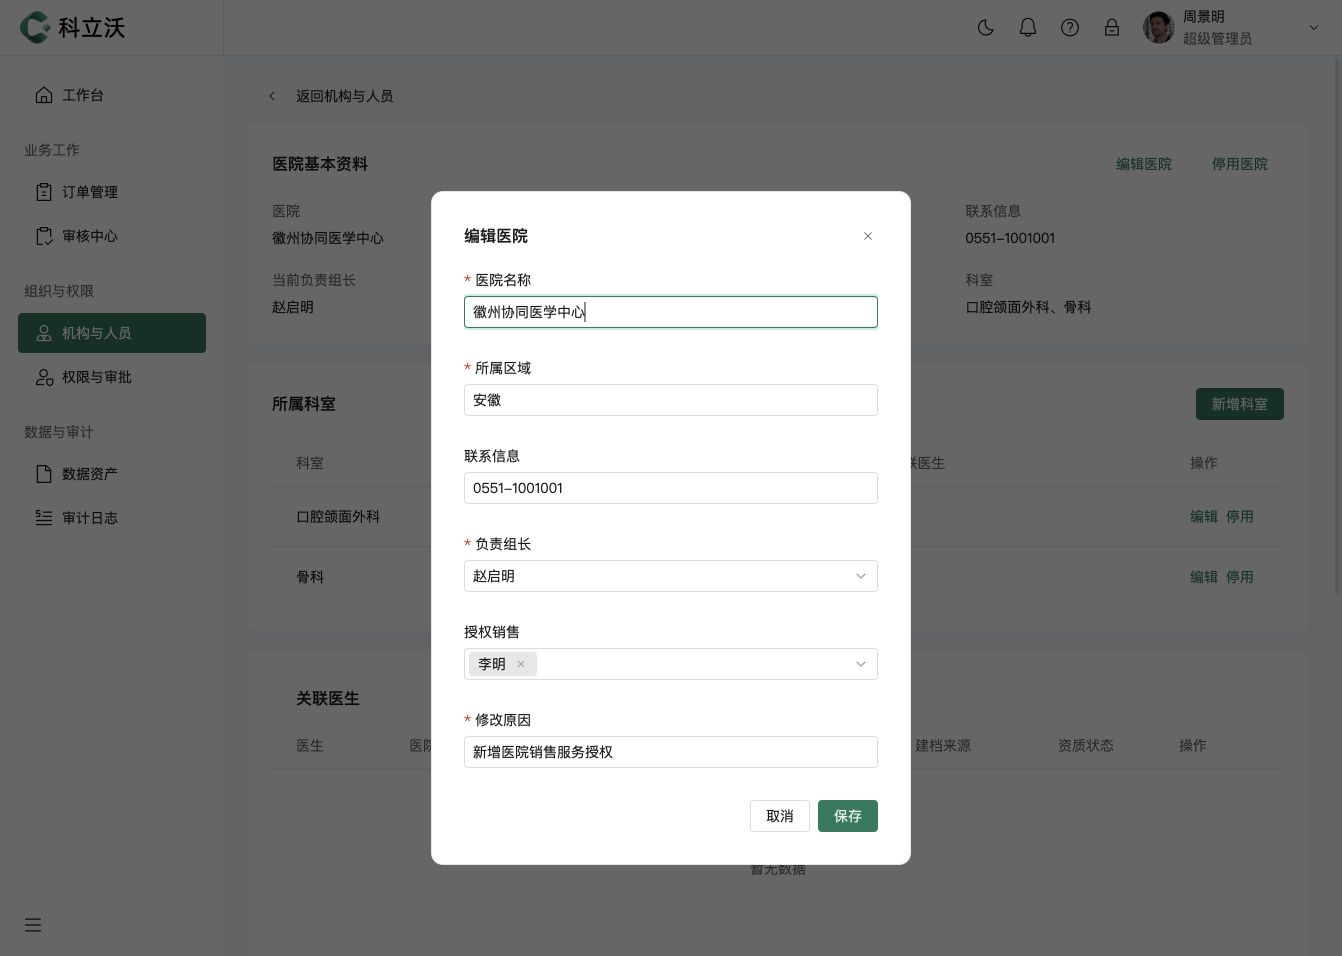 科立沃
周景明
超级管理员
工作台
业务工作
订单管理
审核中心
组织与权限
机构与人员
权限与审批
数据与审计
数据资产
审计日志
返回机构与人员
医院基本资料
编辑医院
停用医院
医院
徽州协同医学中心
联系信息
0551-1001001
当前负责组长
赵启明
科室
口腔颌面外科、骨科
所属科室
新增科室
科室
联医生
操作
口腔颌面外科
编辑 停用
骨科
编辑 停用
关联医生
医生
医院
建档来源
资质状态
操作
暂无数据
编辑医院
* 医院名称
徽州协同医学中心
* 所属区域
安徽
联系信息
0551-1001001
* 负责组长
赵启明
授权销售
李明
* 修改原因
新增医院销售服务授权
取消
保存